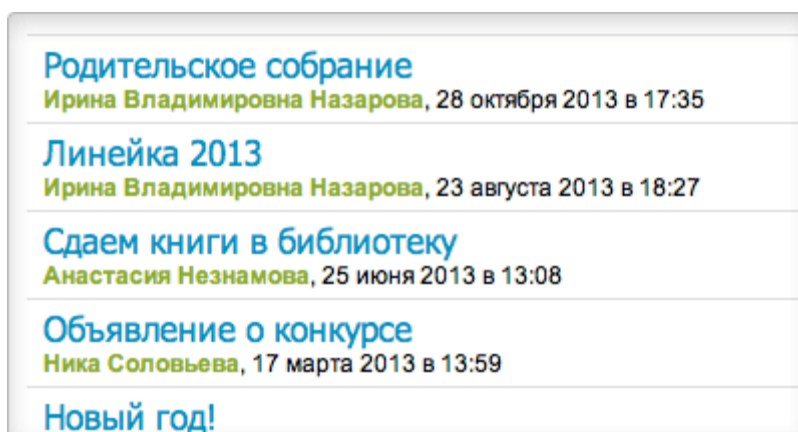 Родительское собрание
Ирина Владимировна Назарова, 28 октября 2013 в 17:35
Линейка 2013
Ирина Владимировна Назарова, 23 августа 2013 в 18:27
Сдаем книги в библиотеку
Анастасия Незнамова, 25 июня 2013 в 13:08
Объявление о конкурсе
Ника Соловьева, 17 марта 2013 в 13:59
Новый год!